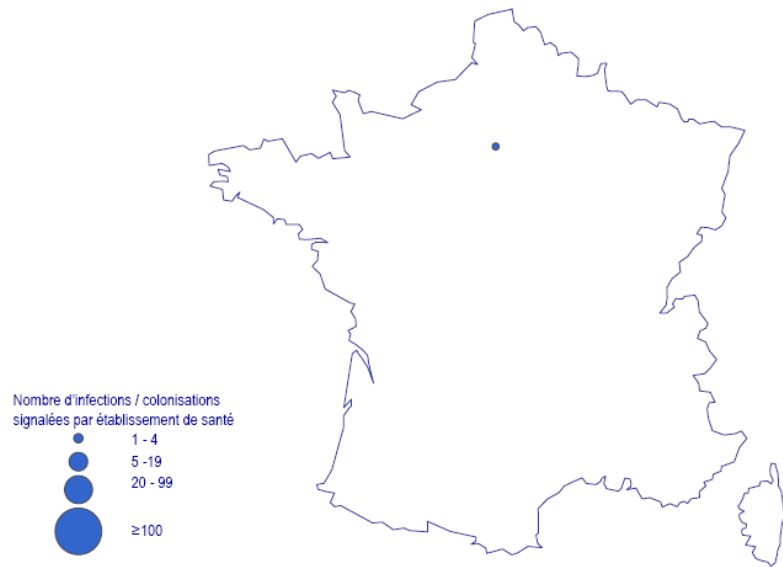 Nombre d'infections / colonisations
signalées par établissement de santé
1 - 4
5 -19
20 - 99
≥100